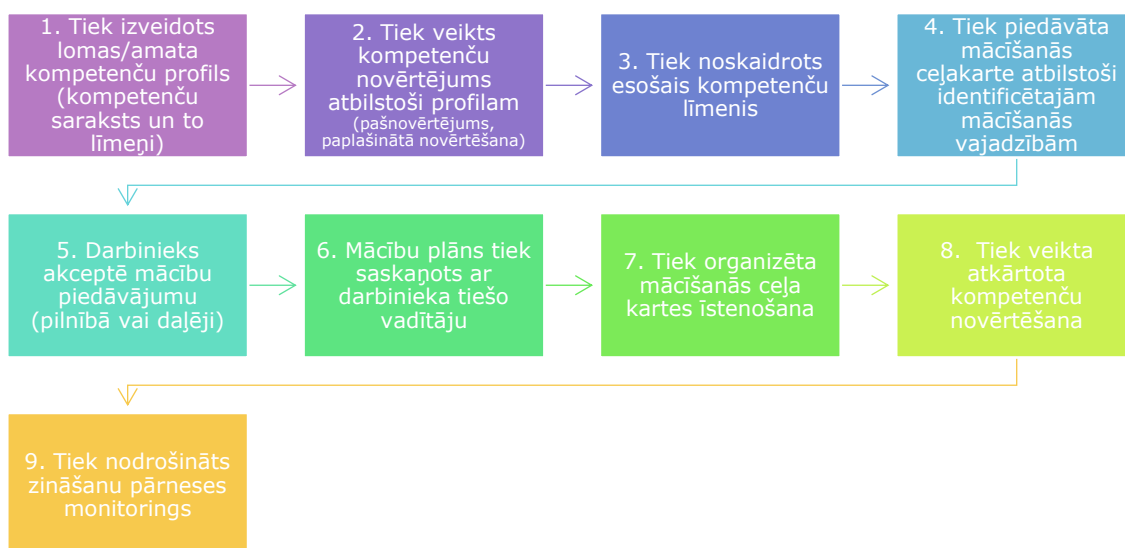 1. Tiek izveidots
lomas/amata
kompetenču profils
(kompetenču
saraksts un to
līmeņi)
2. Tiek veikts
kompetenču
novērtējums
atbilstoši profilam
(pašnovērtējums,
paplašinātā novērtēšana)
3. Tiek noskaidrots
esošais kompetenču
līmenis
4. Tiek piedāvāta
mācīšanās
ceļakarte atbilstoši
identificētajām
mācīšanās
vajadzībām
5. Darbinieks
akceptē mācību
piedāvājumu
(pilnībā vai daļēji)
6. Mācību plāns tiek
saskaņots ar
darbinieka tiešo
vadītāju
7. Tiek organizēta
mācīšanās ceļa
kartes īstenošana
8. Tiek veikta
atkārtota
kompetenču
novērtēšana
9. Tiek nodrošināts
zināšanu pārneses
monitorings